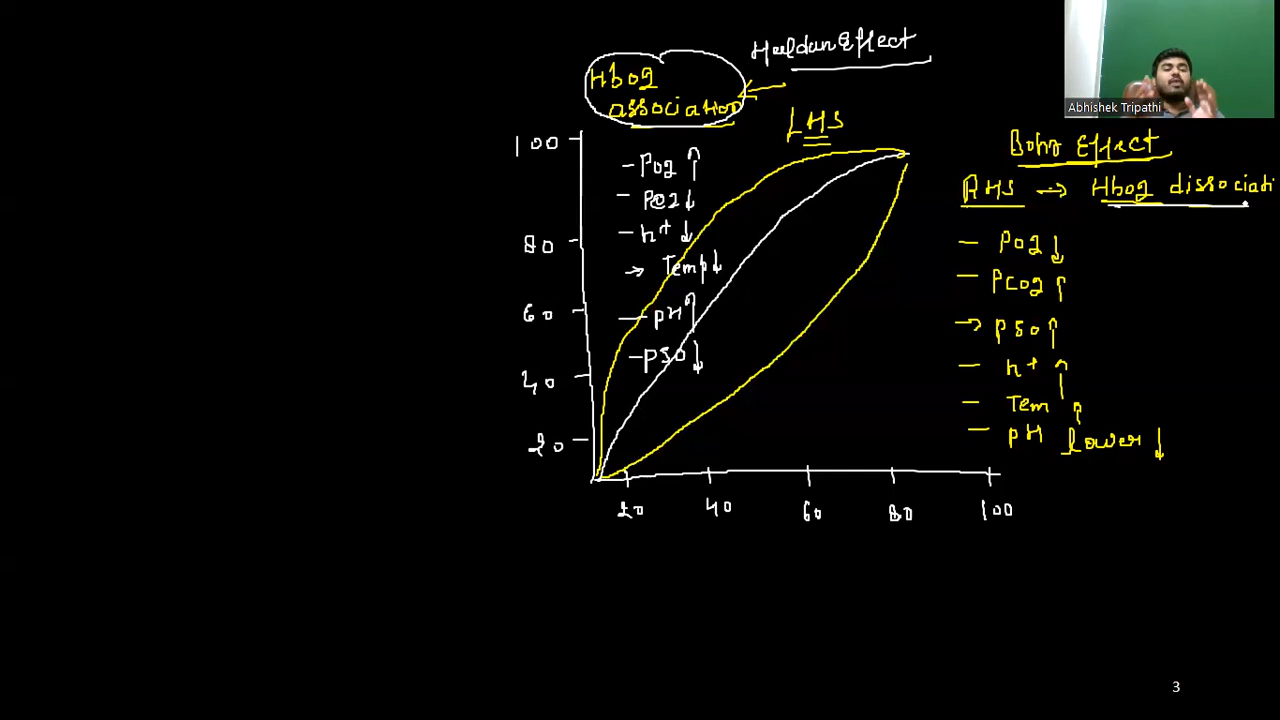 Haldan Effect
Hbo2
association
LHS
Abhishek Tripathi
Bohr Effect
RHS → Hbo2 dissociati
100
80
60
40
20
- Po2 ↑
- Pco2 ↓
- H+ ↓
→ Temp ↓
- pH ↑
- p50 ↓
- Po2 ↓
- Pco2 ↑
→ p50 ↑
- H+ ↑
- Tem ↑
- pH Lower ↓
20 40 60 80 100
3